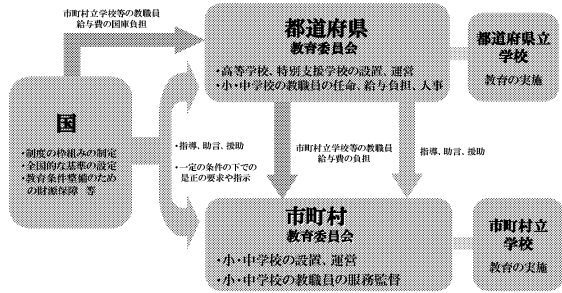 市町村立学校等の教職員
給与費の国庫負担
都道府県
教育委員会
・高等学校、特別支援学校の設置、運営
・小・中学校の教職員の任命、給与負担、人事
都道府県立
学校
教育の実施
国
・制度の枠組みの制定
・全国的な基準の設定
・教育条件整備のため
の財源保障 等
・指導、助言、援助
・一定の条件の下での
是正の要求や指示
市町村立学校等の教職員
給与費の負担
指導、助言、援助
市町村
教育委員会
・小・中学校の設置、運営
・小・中学校の教職員の服務監督
市町村立
学校
教育の実施